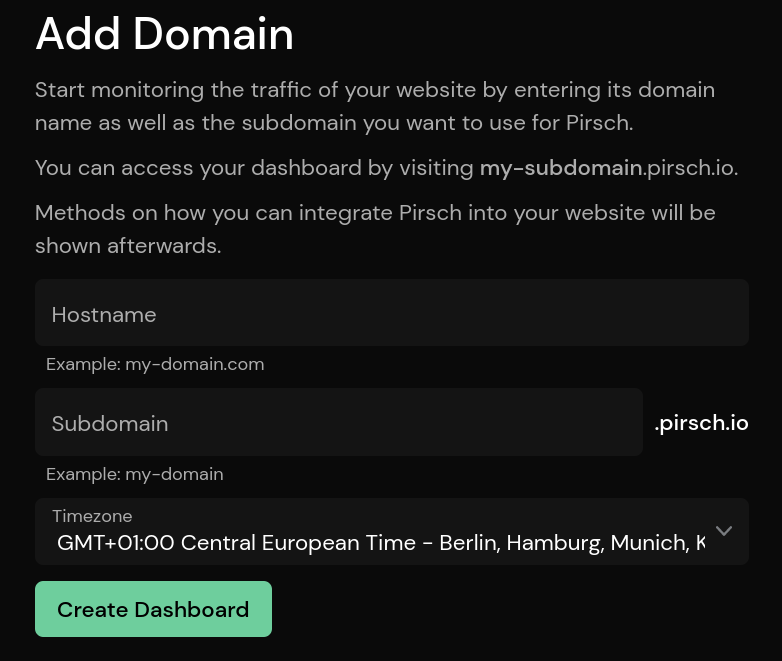 Add Domain
Start monitoring the traffic of your website by entering its domain
name as well as the subdomain you want to use for Pirsch.
You can access your dashboard by visiting my-subdomain.pirsch.io.
Methods on how you can integrate Pirsch into your website will be
shown afterwards.
Hostname
Example: my-domain.com
Subdomain
.pirsch.io
Example: my-domain
Timezone
GMT+01:00 Central European Time - Berlin, Hamburg, Munich,
Create Dashboard